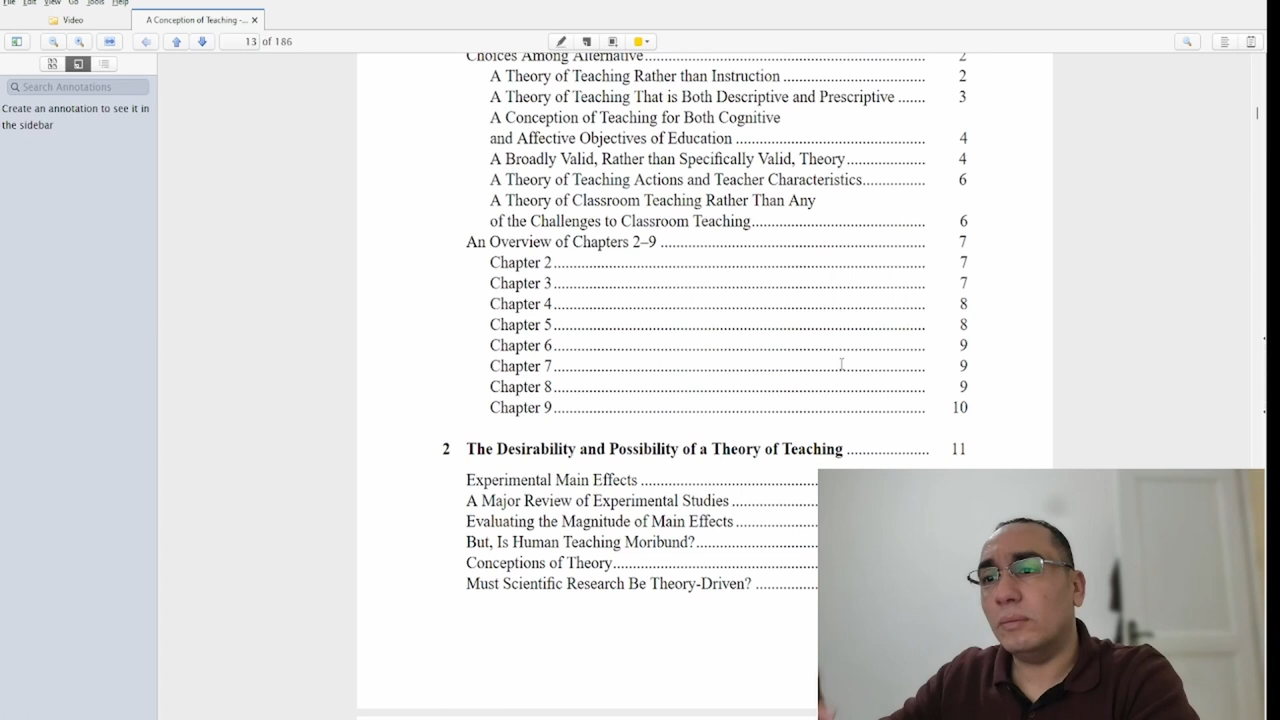 File Edit View Go Tools Help
Video
A Conception of Teaching -...
13 of 186
Search Annotations
Create an annotation to see it in
the sidebar
Choices Among Alternative 2
A Theory of Teaching Rather than Instruction 2
A Theory of Teaching That is Both Descriptive and Prescriptive 3
A Conception of Teaching for Both Cognitive
and Affective Objectives of Education 4
A Broadly Valid, Rather than Specifically Valid, Theory 4
A Theory of Teaching Actions and Teacher Characteristics 6
A Theory of Classroom Teaching Rather Than Any
of the Challenges to Classroom Teaching 6
An Overview of Chapters 2–9 7
Chapter 2 7
Chapter 3 7
Chapter 4 8
Chapter 5 8
Chapter 6 9
Chapter 7 9
Chapter 8 9
Chapter 9 10
2 The Desirability and Possibility of a Theory of Teaching 11
Experimental Main Effects
A Major Review of Experimental Studies
Evaluating the Magnitude of Main Effects
But, Is Human Teaching Moribund?
Conceptions of Theory
Must Scientific Research Be Theory-Driven?